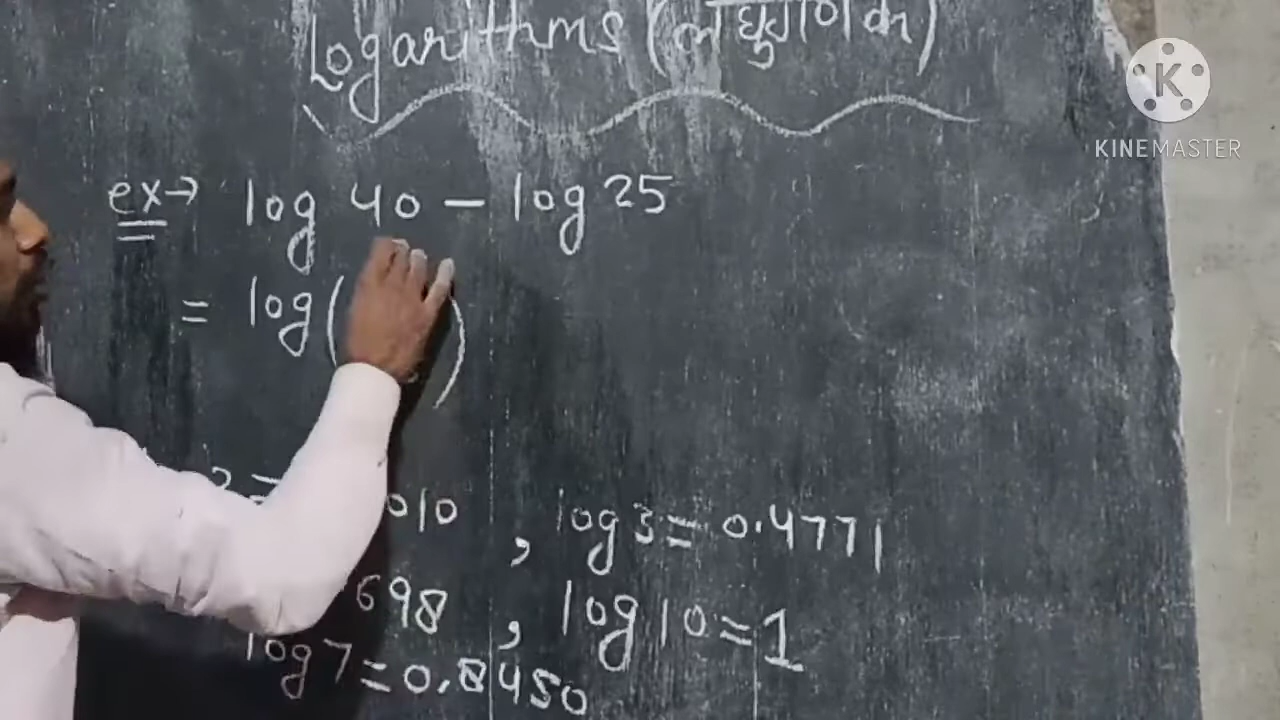 Logarithms (लघुगणक)
K
KINEMASTER
ex→ log 40 — log 25
= log ( )
010 , log 3 = 0.4771
698 , log 10 = 1
log 7 = 0.8450